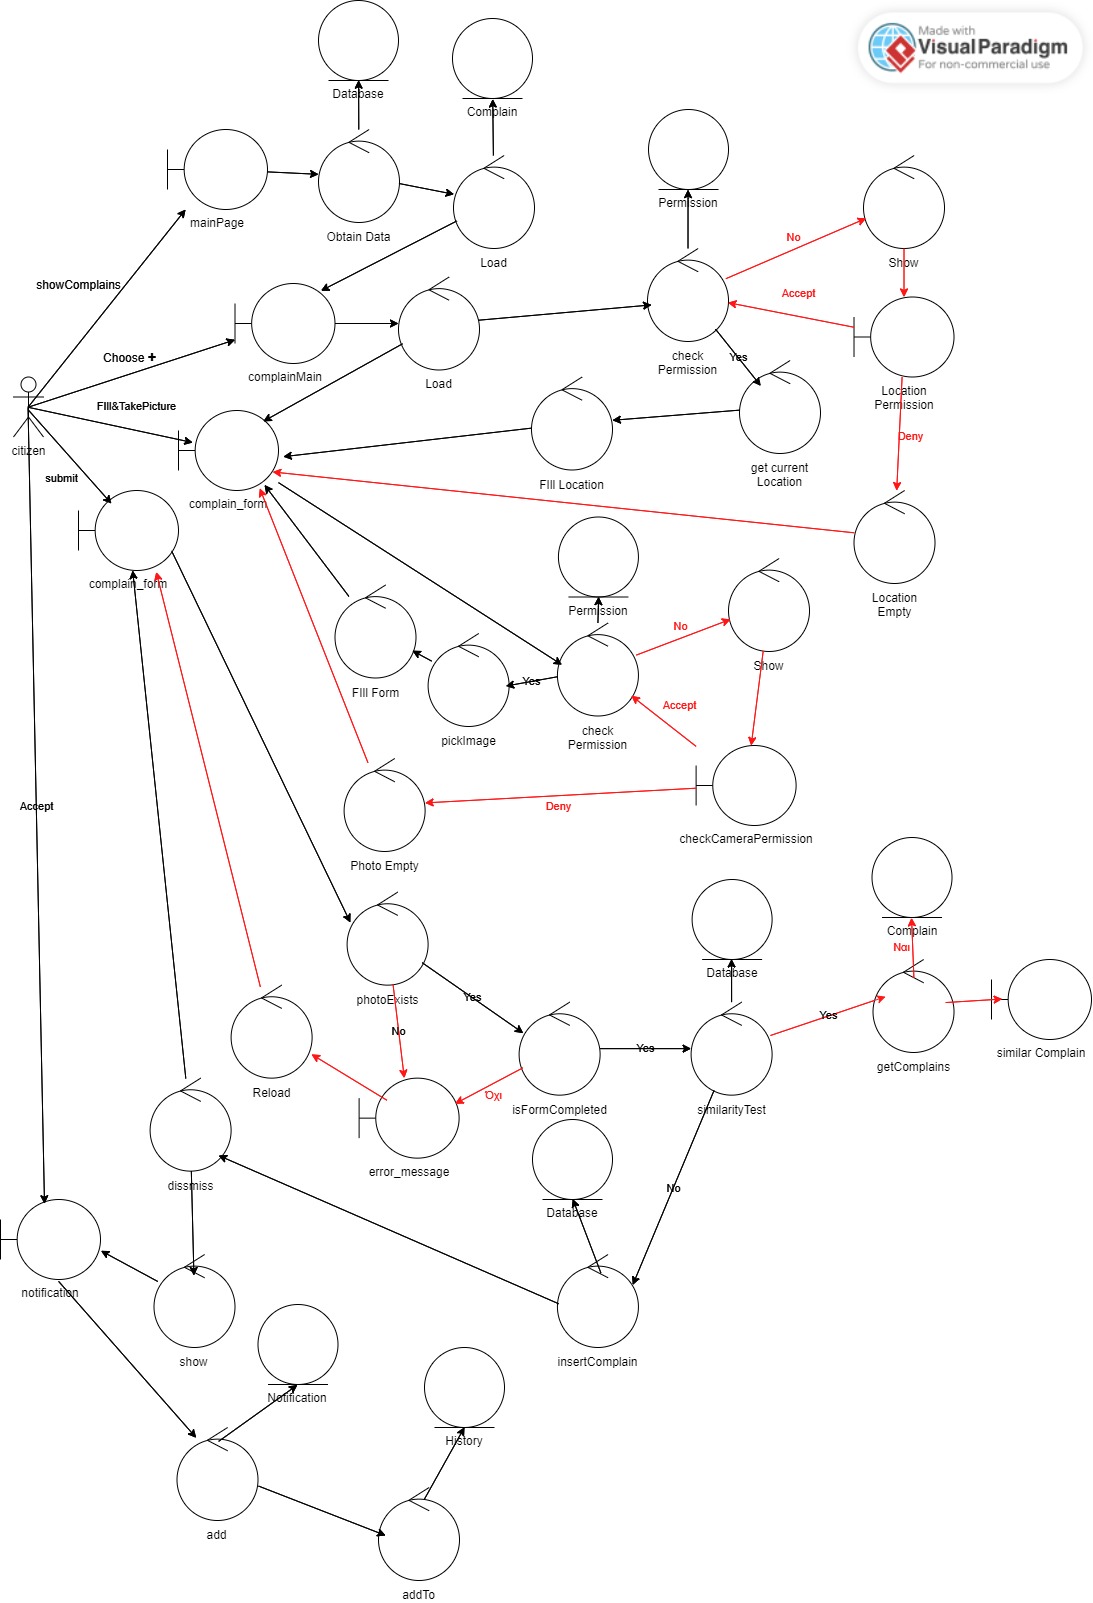 Made with
VisualParadigm
For non-commercial use
Database
Complain
Permission
mainPage
Obtain Data
Load
No
Show
showComplains
Accept
Choose +
complainMain
Load
check
Permission
Yes
Location
Permission
FIll&TakePicture
citizen
Deny
submit
complain_form
FIll Location
get current
Location
complain_form
Permission
Location
Empty
No
Show
FIll Form
pickImage
Yes
check
Permission
Accept
Accept
Deny
Photo Empty
checkCameraPermission
Complain
Ναι
Database
photoExists
Yes
No
Yes
Yes
similar Complain
getComplains
Reload
Όχι
isFormCompleted
similarityTest
error_message
dissmiss
No
Database
notification
show
insertComplain
Notification
History
add
addTo